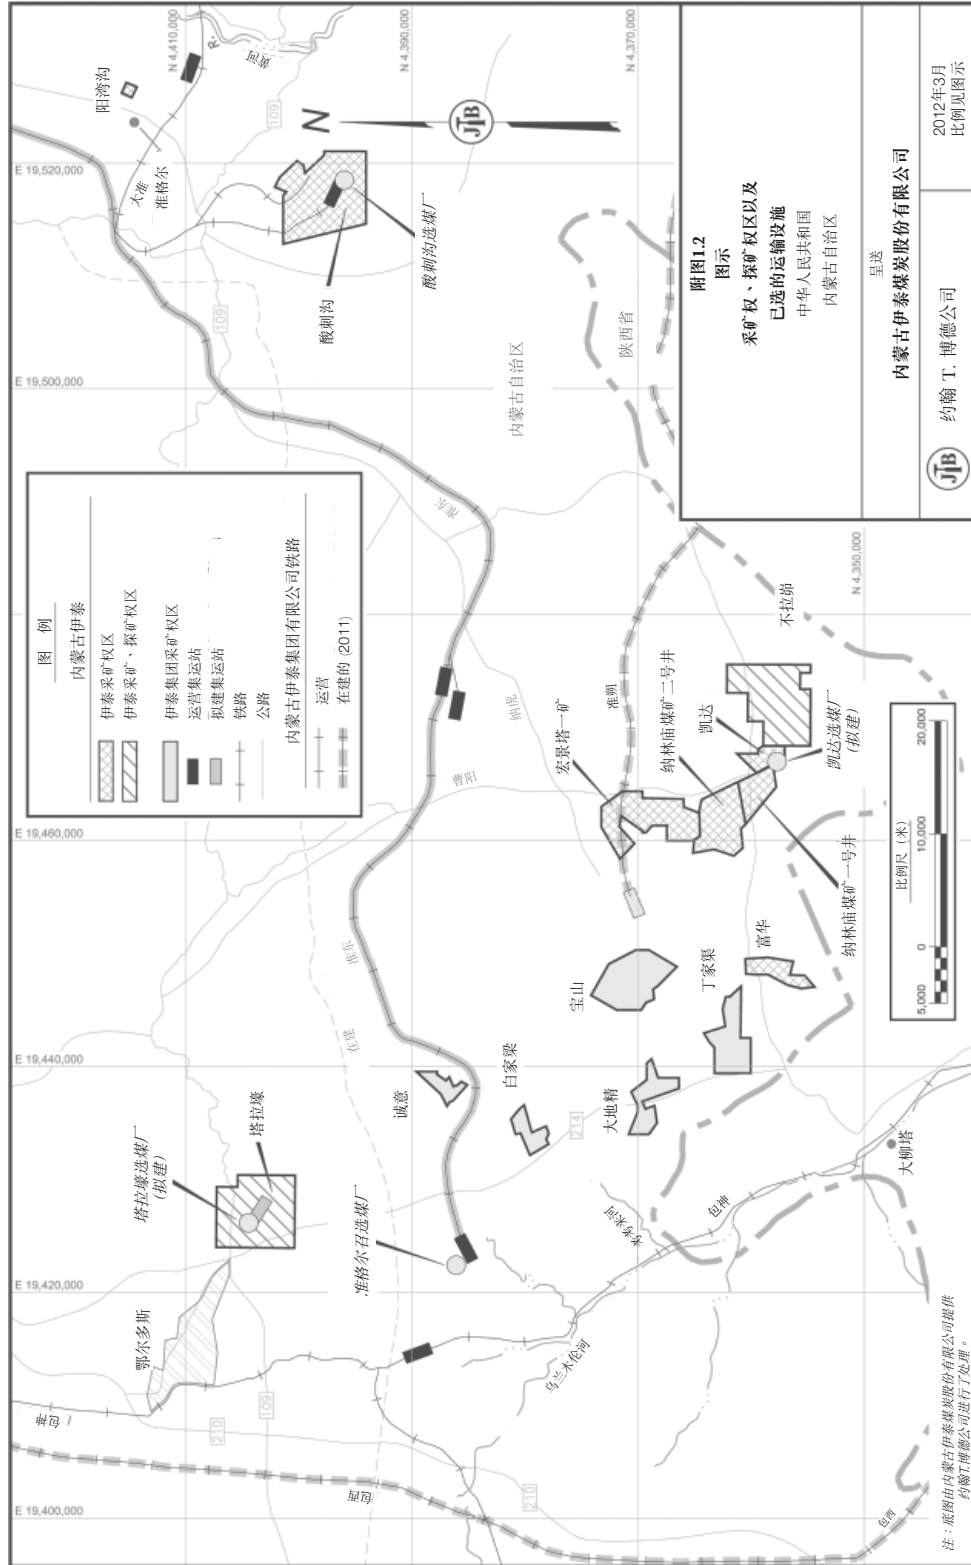 附图1.2
图示
采矿权、探矿权区以及
已选的运输设施
中华人民共和国
内蒙古自治区
呈送
内蒙古伊泰煤炭股份有限公司
约翰 T. 博德公司
2012年3月
比例见图示
图 例
内蒙古伊泰
伊泰采矿权区
伊泰采矿、探矿权区
伊泰集团采矿权区
运营集运站
拟建集运站
铁路
公路
内蒙古伊泰集团有限公司铁路
运营
在建的 (2011)
E 19,400,000
E 19,420,000
E 19,440,000
E 19,460,000
E 19,500,000
E 19,520,000
N 4,410,000
N 4,390,000
N 4,370,000
N 4,350,000
N
阳湾沟
大准
准格尔
黄河
R.
109
109
109
酸刺沟
酸刺沟选煤厂
内蒙古自治区
陕西省
准东
准东
纳虎
曹阳
准朔
在建
塔拉壕选煤厂
(拟建)
塔拉壕
鄂尔多斯
准格尔召选煤厂
诚意
白家梁
宝山
大地精
丁家渠
富华
宏景塔一矿
纳林庙煤矿二号井
纳林庙煤矿一号井
凯达
凯达选煤厂
(拟建)
不拉峁
214
210
210
包神
包神
包西
包西
乌兰木伦河
大柳塔
比例尺 (米)
5,000
0
10,000
20,000
注：底图由内蒙古伊泰煤炭股份有限公司提供
约翰T.博德公司进行了处理。